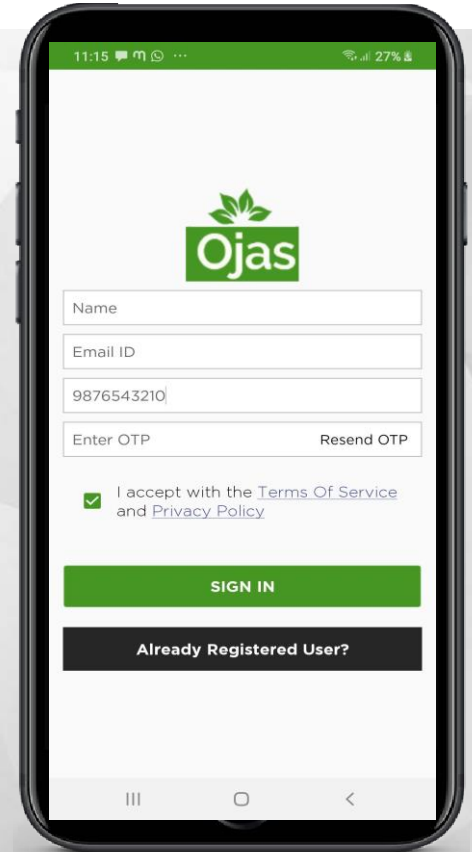 11:15
27%
Ojas
Name
Email ID
9876543210
Enter OTP Resend OTP
I accept with the Terms Of Service
and Privacy Policy
SIGN IN
Already Registered User?